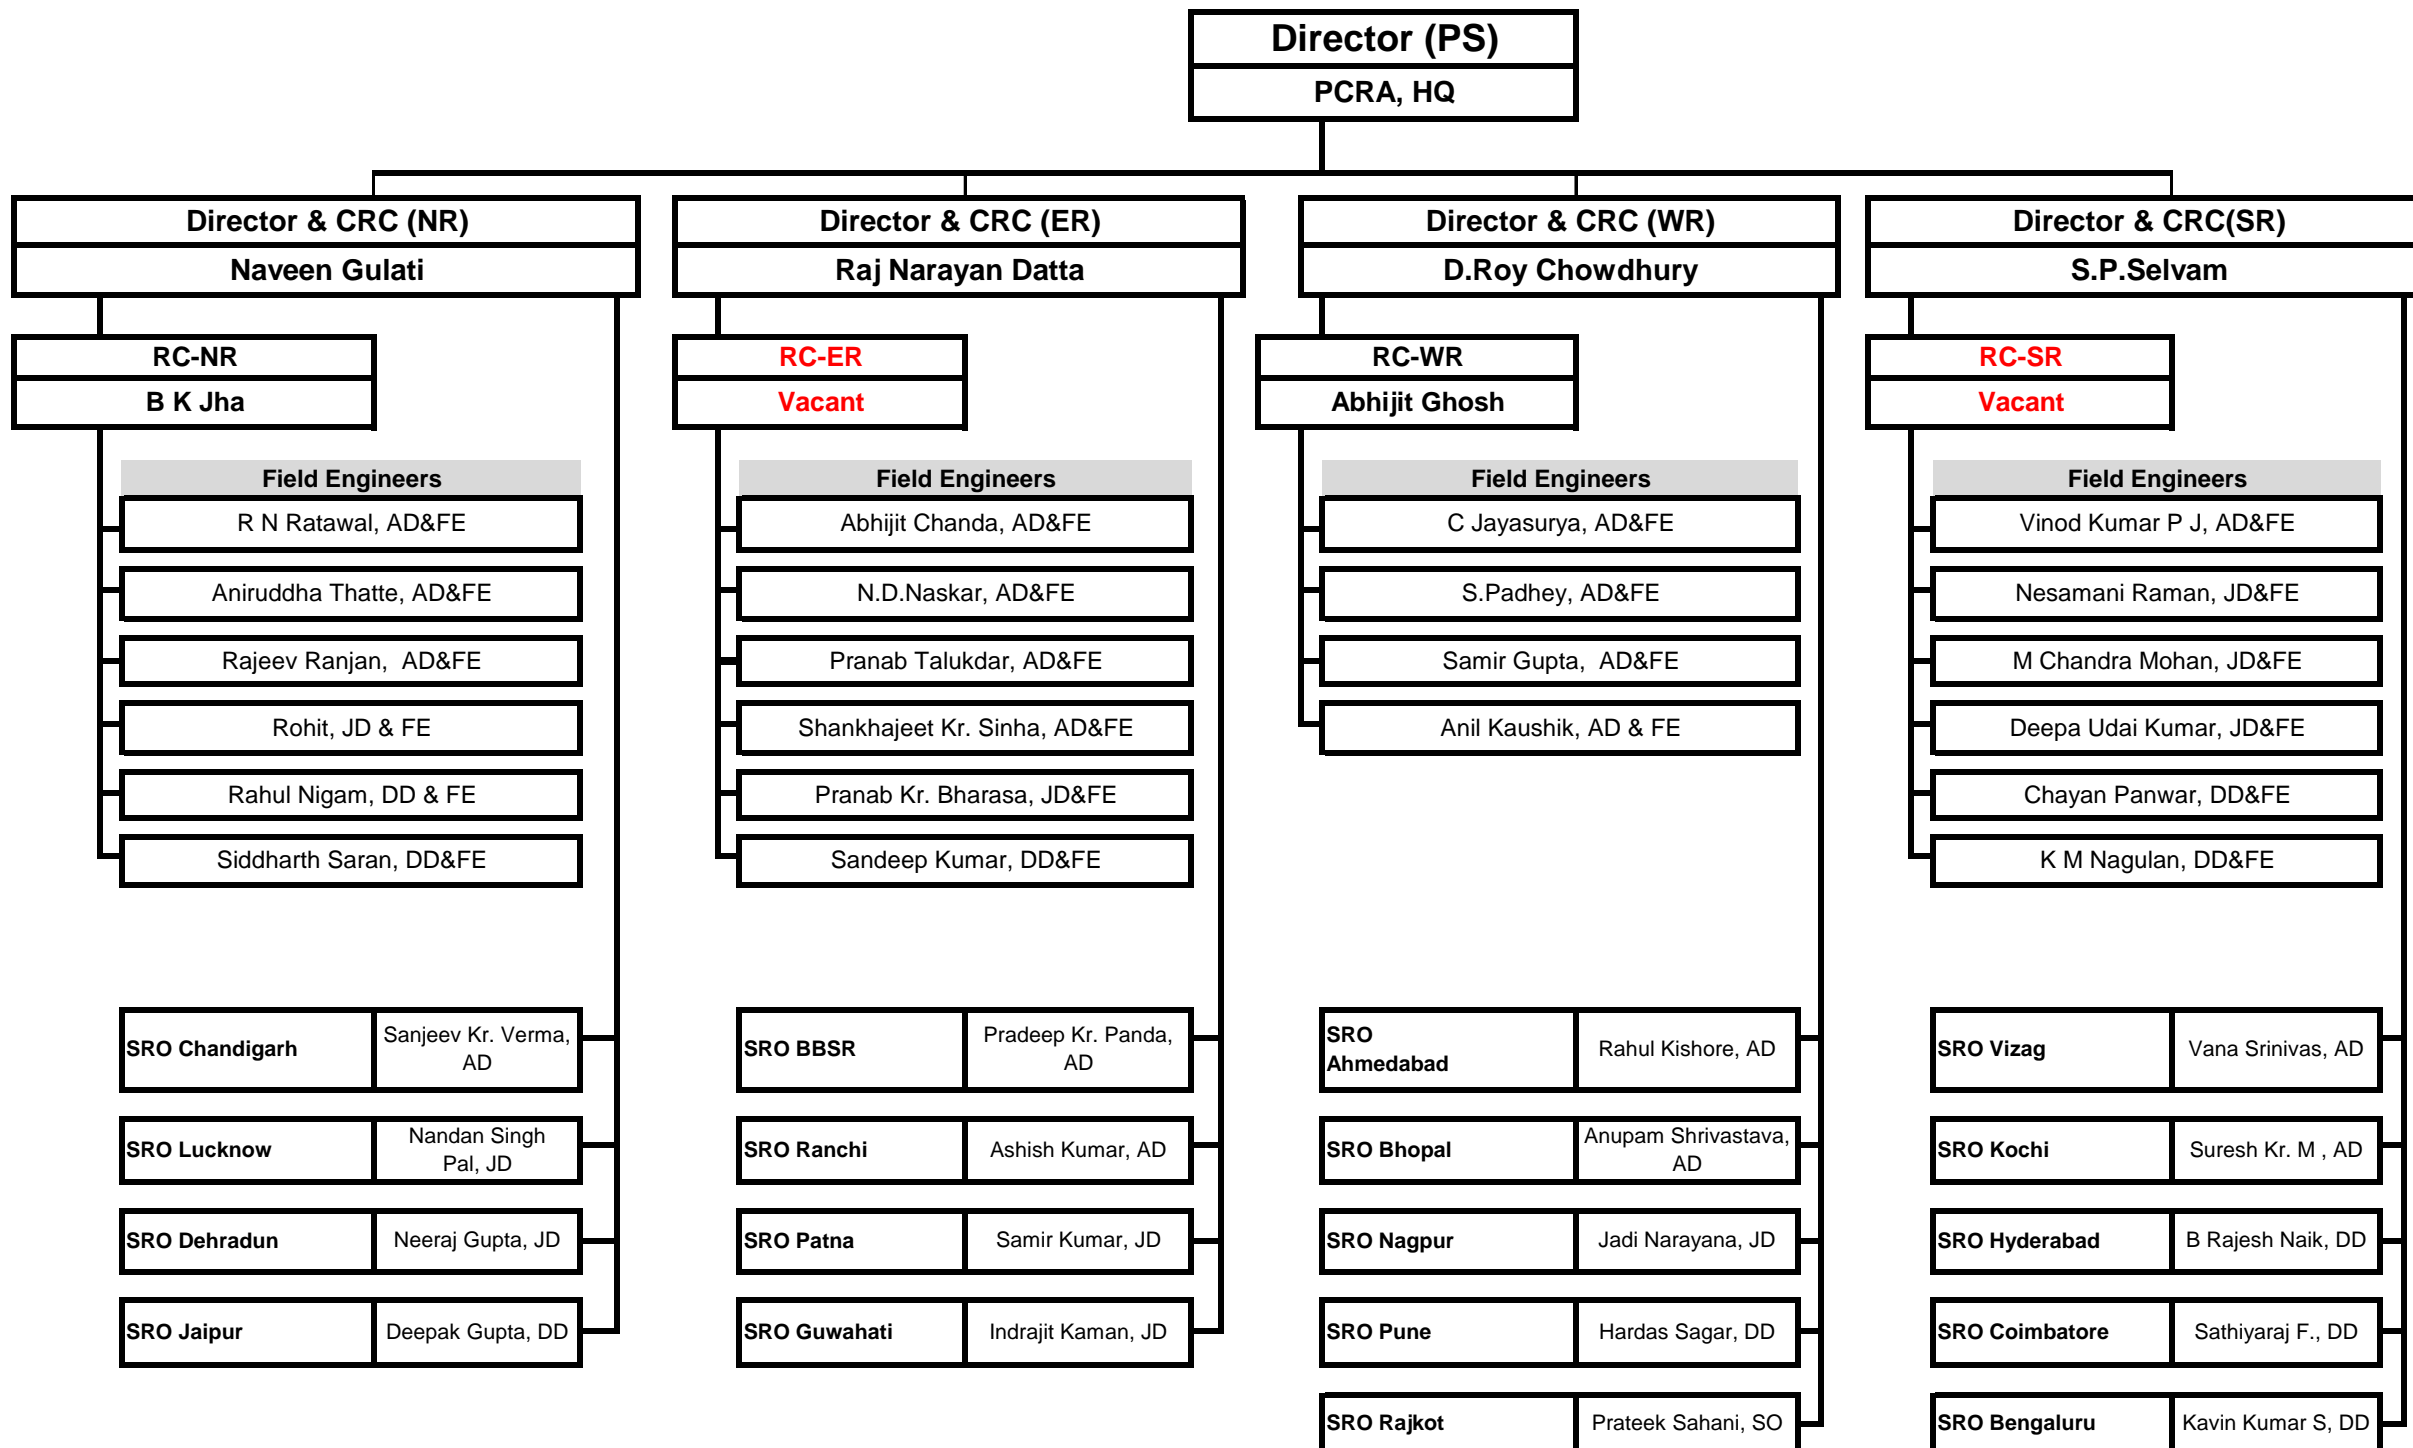 Director (PS)
PCRA, HQ
Director & CRC (NR)
Naveen Gulati
Director & CRC (ER)
Raj Narayan Datta
Director & CRC (WR)
D.Roy Chowdhury
Director & CRC(SR)
S.P.Selvam
RC-NR
B K Jha
RC-ER
Vacant
RC-WR
Abhijit Ghosh
RC-SR
Vacant
Field Engineers
R N Ratawal, AD&FE
Aniruddha Thatte, AD&FE
Rajeev Ranjan,  AD&FE
Rohit, JD & FE
Rahul Nigam, DD & FE
Siddharth Saran, DD&FE
Field Engineers
Abhijit Chanda, AD&FE
N.D.Naskar, AD&FE
Pranab Talukdar, AD&FE
Shankhajeet Kr. Sinha, AD&FE
Pranab Kr. Bharasa, JD&FE
Sandeep Kumar, DD&FE
Field Engineers
C Jayasurya, AD&FE
S.Padhey, AD&FE
Samir Gupta,  AD&FE
Anil Kaushik, AD & FE
Field Engineers
Vinod Kumar P J, AD&FE
Nesamani Raman, JD&FE
M Chandra Mohan, JD&FE
Deepa Udai Kumar, JD&FE
Chayan Panwar, DD&FE
K M Nagulan, DD&FE
SRO Chandigarh
Sanjeev Kr. Verma,
AD
SRO Lucknow
Nandan Singh
Pal, JD
SRO Dehradun
Neeraj Gupta, JD
SRO Jaipur
Deepak Gupta, DD
SRO BBSR
Pradeep Kr. Panda,
AD
SRO Ranchi
Ashish Kumar, AD
SRO Patna
Samir Kumar, JD
SRO Guwahati
Indrajit Kaman, JD
SRO
Ahmedabad
Rahul Kishore, AD
SRO Bhopal
Anupam Shrivastava,
AD
SRO Nagpur
Jadi Narayana, JD
SRO Pune
Hardas Sagar, DD
SRO Rajkot
Prateek Sahani, SO
SRO Vizag
Vana Srinivas, AD
SRO Kochi
Suresh Kr. M , AD
SRO Hyderabad
B Rajesh Naik, DD
SRO Coimbatore
Sathiyaraj F., DD
SRO Bengaluru
Kavin Kumar S, DD